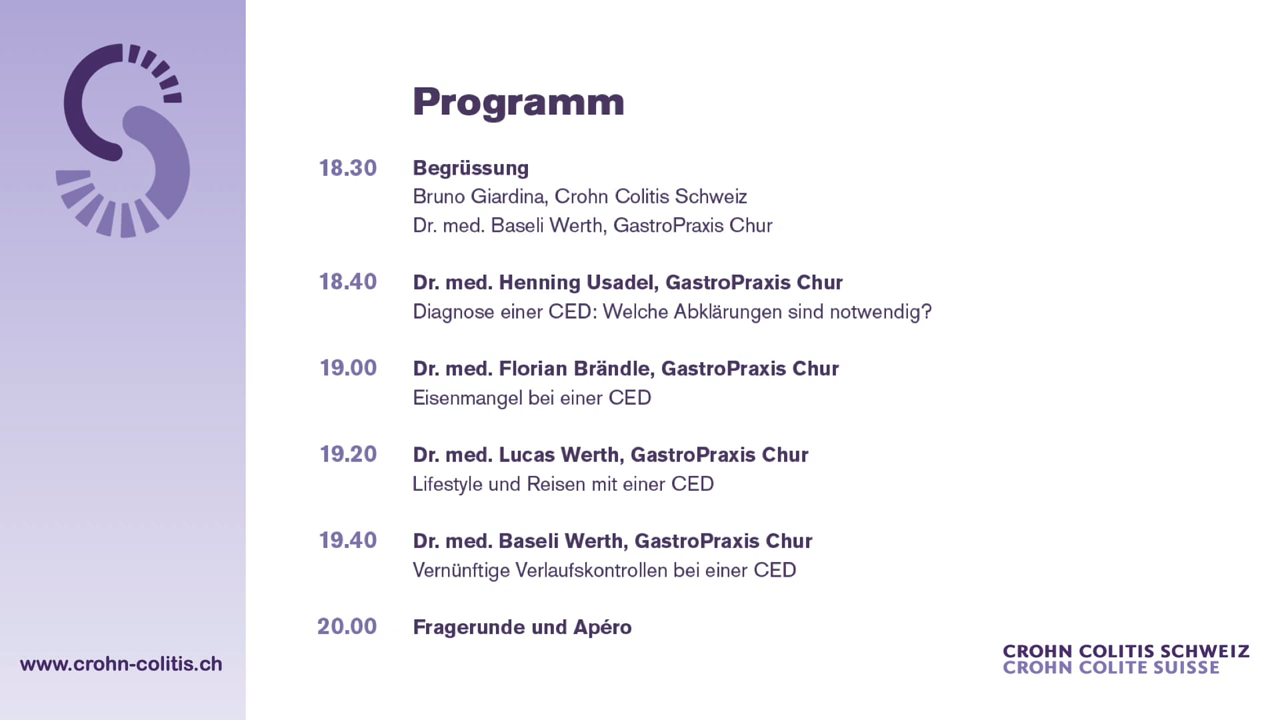 Programm
18.30 Begrüssung
Bruno Giardina, Crohn Colitis Schweiz
Dr. med. Baseli Werth, GastroPraxis Chur
18.40 Dr. med. Henning Usadel, GastroPraxis Chur
Diagnose einer CED: Welche Abklärungen sind notwendig?
19.00 Dr. med. Florian Brändle, GastroPraxis Chur
Eisenmangel bei einer CED
19.20 Dr. med. Lucas Werth, GastroPraxis Chur
Lifestyle und Reisen mit einer CED
19.40 Dr. med. Baseli Werth, GastroPraxis Chur
Vernünftige Verlaufskontrollen bei einer CED
20.00 Fragerunde und Apéro
www.crohn-colitis.ch
CROHN COLITIS SCHWEIZ
CROHN COLITE SUISSE